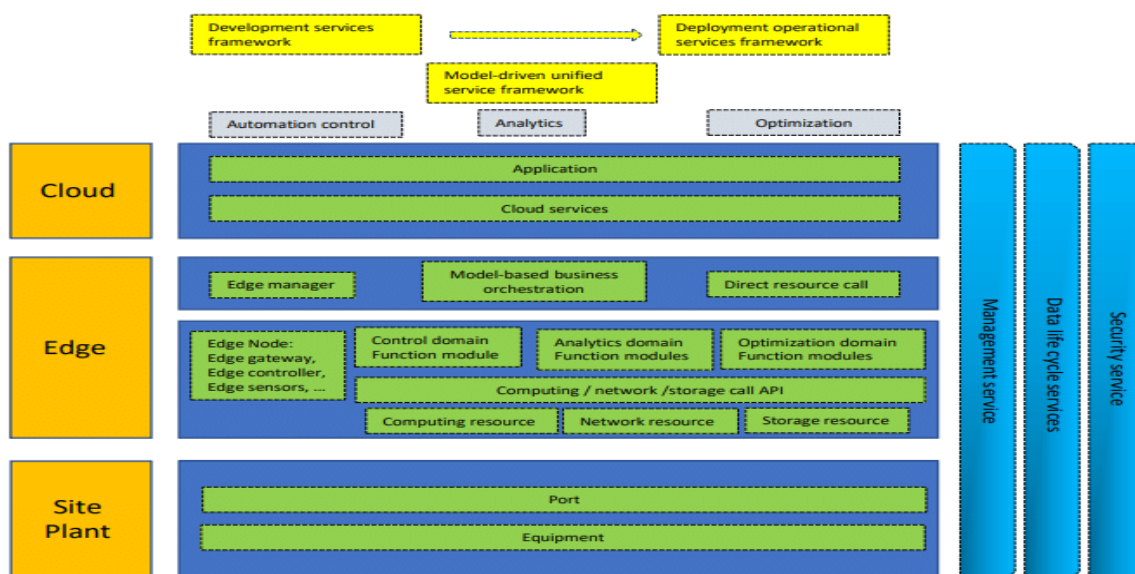 Development services
framework
Deployment operational
services framework
Model-driven unified
service framework
Automation control
Analytics
Optimization
Cloud
Application
Cloud services
Edge
Edge manager
Model-based business
orchestration
Direct resource call
Edge Node:
Edge gateway,
Edge controller,
Edge sensors, ...
Control domain
Function module
Analytics domain
Function modules
Optimization domain
Function modules
Computing / network /storage call API
Computing resource
Network resource
Storage resource
Site
Plant
Port
Equipment
Management service
Data life cycle services
Security service